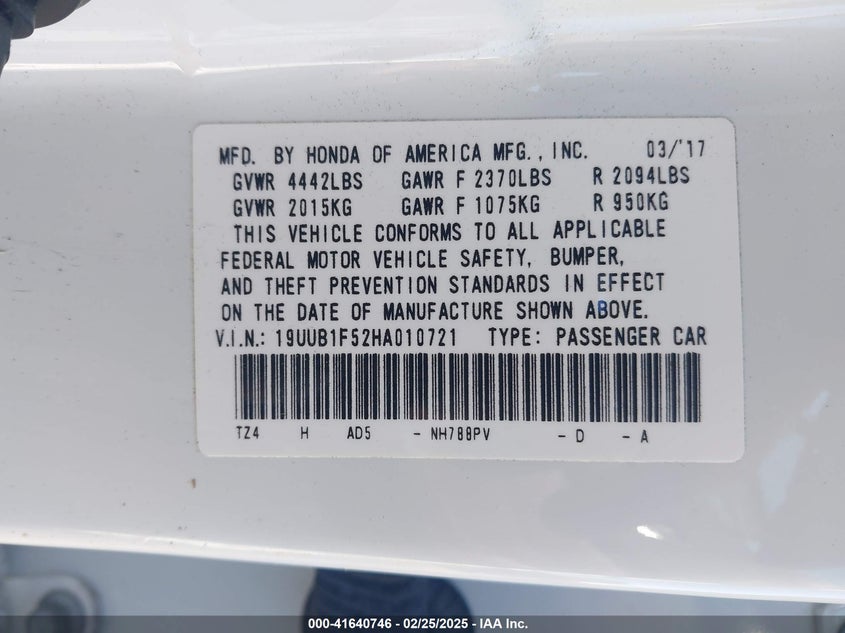 MFD. BY HONDA OF AMERICA MFG., INC. 03/'17
GVWR 4442LBS GAWR F 2370LBS R 2094LBS
GVWR 2015KG GAWR F 1075KG R 950KG
THIS VEHICLE CONFORMS TO ALL APPLICABLE
FEDERAL MOTOR VEHICLE SAFETY, BUMPER,
AND THEFT PREVENTION STANDARDS IN EFFECT
ON THE DATE OF MANUFACTURE SHOWN ABOVE.
V.I.N.: 19UUB1F52HA010721 TYPE: PASSENGER CAR
TZ4 H AD5 - NH788PV - D - A
000-41640746 - 02/25/2025 - IAA Inc.